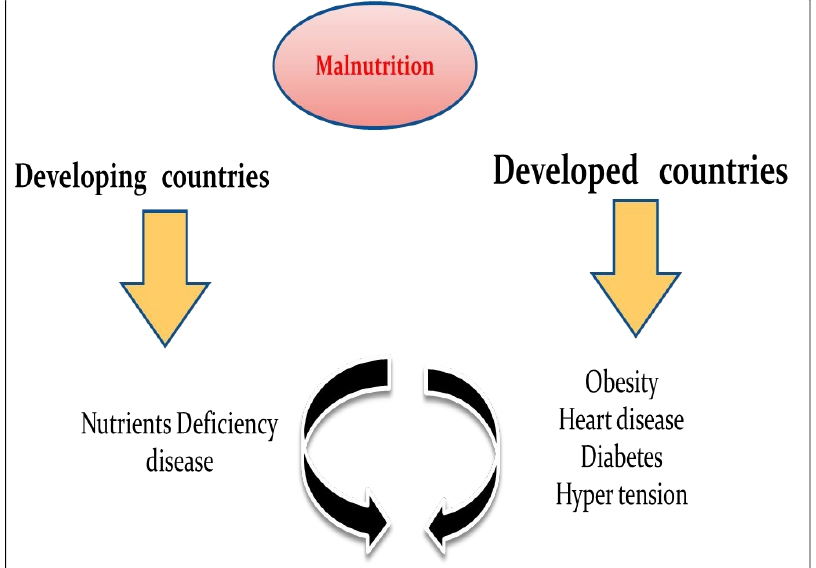 Malnutrition
Developing countries
Developed countries
Nutrients Deficiency
disease
Obesity
Heart disease
Diabetes
Hyper tension